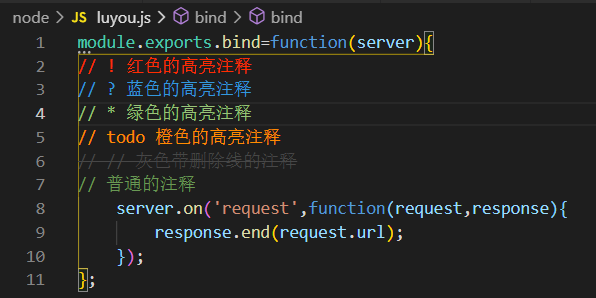 node > JS luyou.js > bind > bind
1 module.exports.bind=function(server){
2 // ! 红色的高亮注释
3 // ? 蓝色的高亮注释
4 // * 绿色的高亮注释
5 // todo 橙色的高亮注释
6 // // 灰色带删除线的注释
7 // 普通的注释
8     server.on('request',function(request,response){
9         response.end(request.url);
10     });
11 };